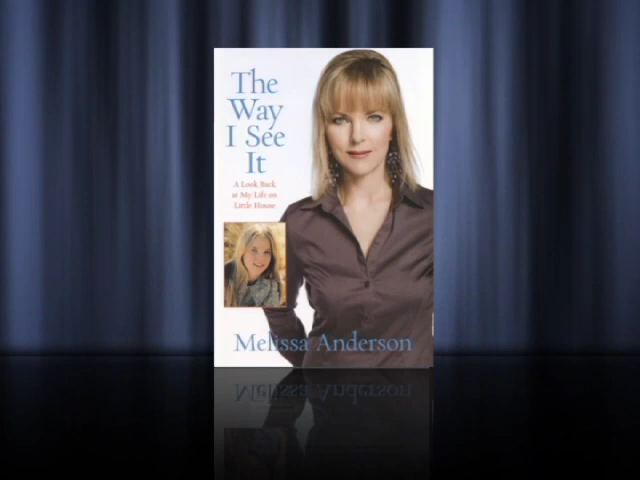 The
Way
I See
It
A Look Back
at My Life on
Little House
Melissa Anderson